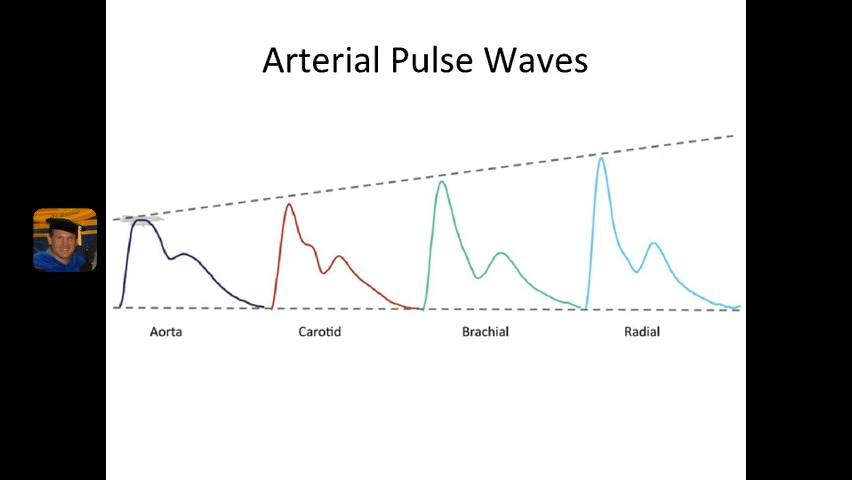 Arterial Pulse Waves
Aorta
Carotid
Brachial
Radial